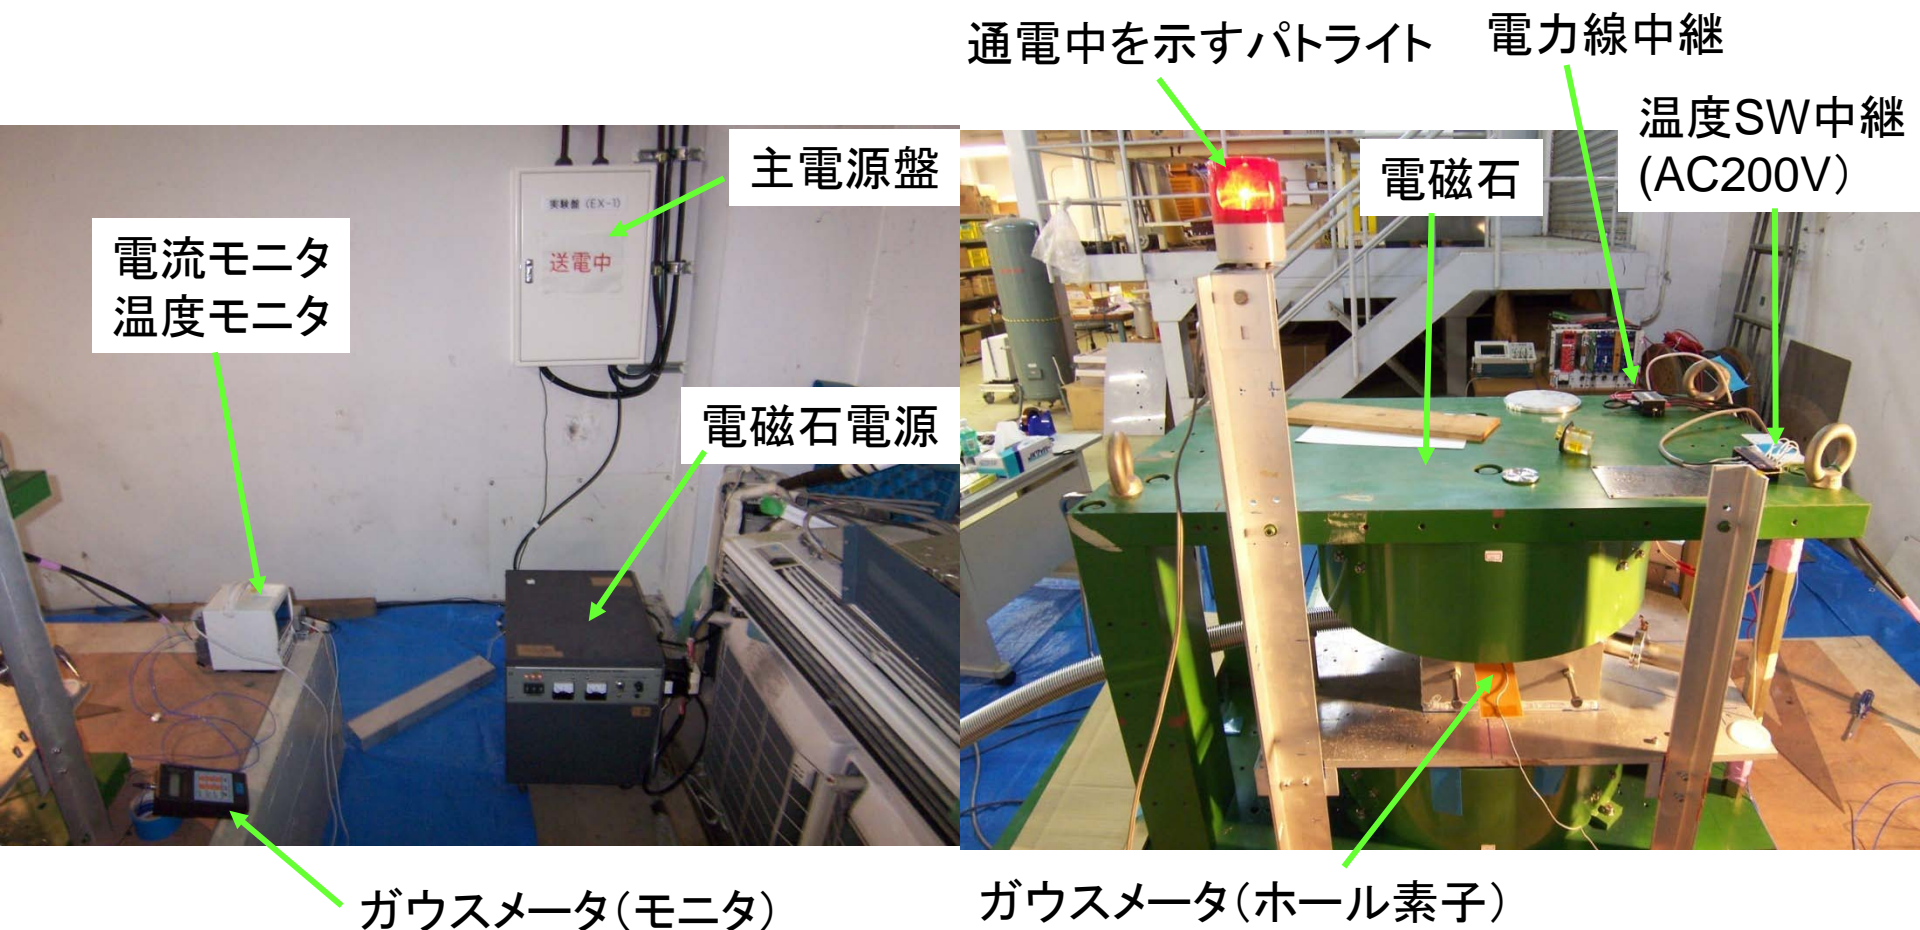 通電中を示すパトライト
電力線中継
温度SW中継
(AC200V)
主電源盤
電磁石
電流モニタ
温度モニタ
実験盤 (EX-1)
送電中
電磁石電源
ガウスメータ(モニタ)
ガウスメータ(ホール素子)